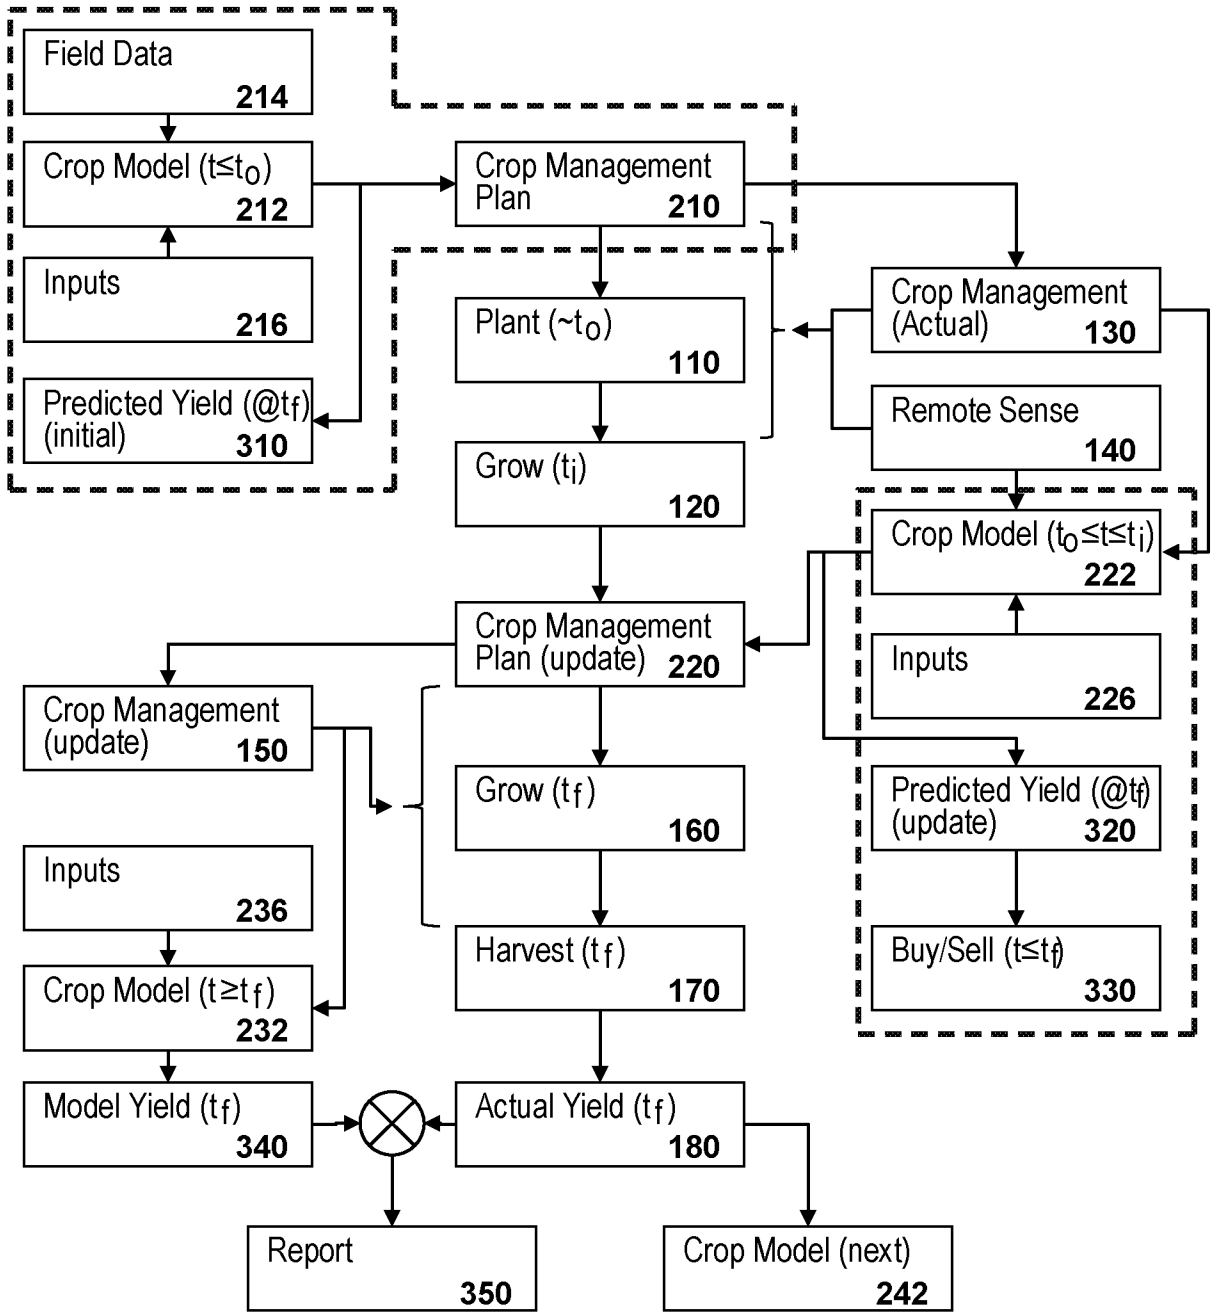 Field Data
214
Crop Model (t≤to)
212
Inputs
216
Predicted Yield (@tf)
(initial)
310
Crop Management
Plan
210
Plant (~to)
110
Grow (ti)
120
Crop Management
(Actual)
130
Remote Sense
140
Crop Model (to≤t≤ti)
222
Inputs
226
Predicted Yield (@tf)
(update)
320
Buy/Sell (t≤tf)
330
Crop Management
Plan (update)
220
Crop Management
(update)
150
Grow (tf)
160
Inputs
236
Harvest (tf)
170
Crop Model (t≥tf)
232
Model Yield (tf)
340
Actual Yield (tf)
180
Report
350
Crop Model (next)
242